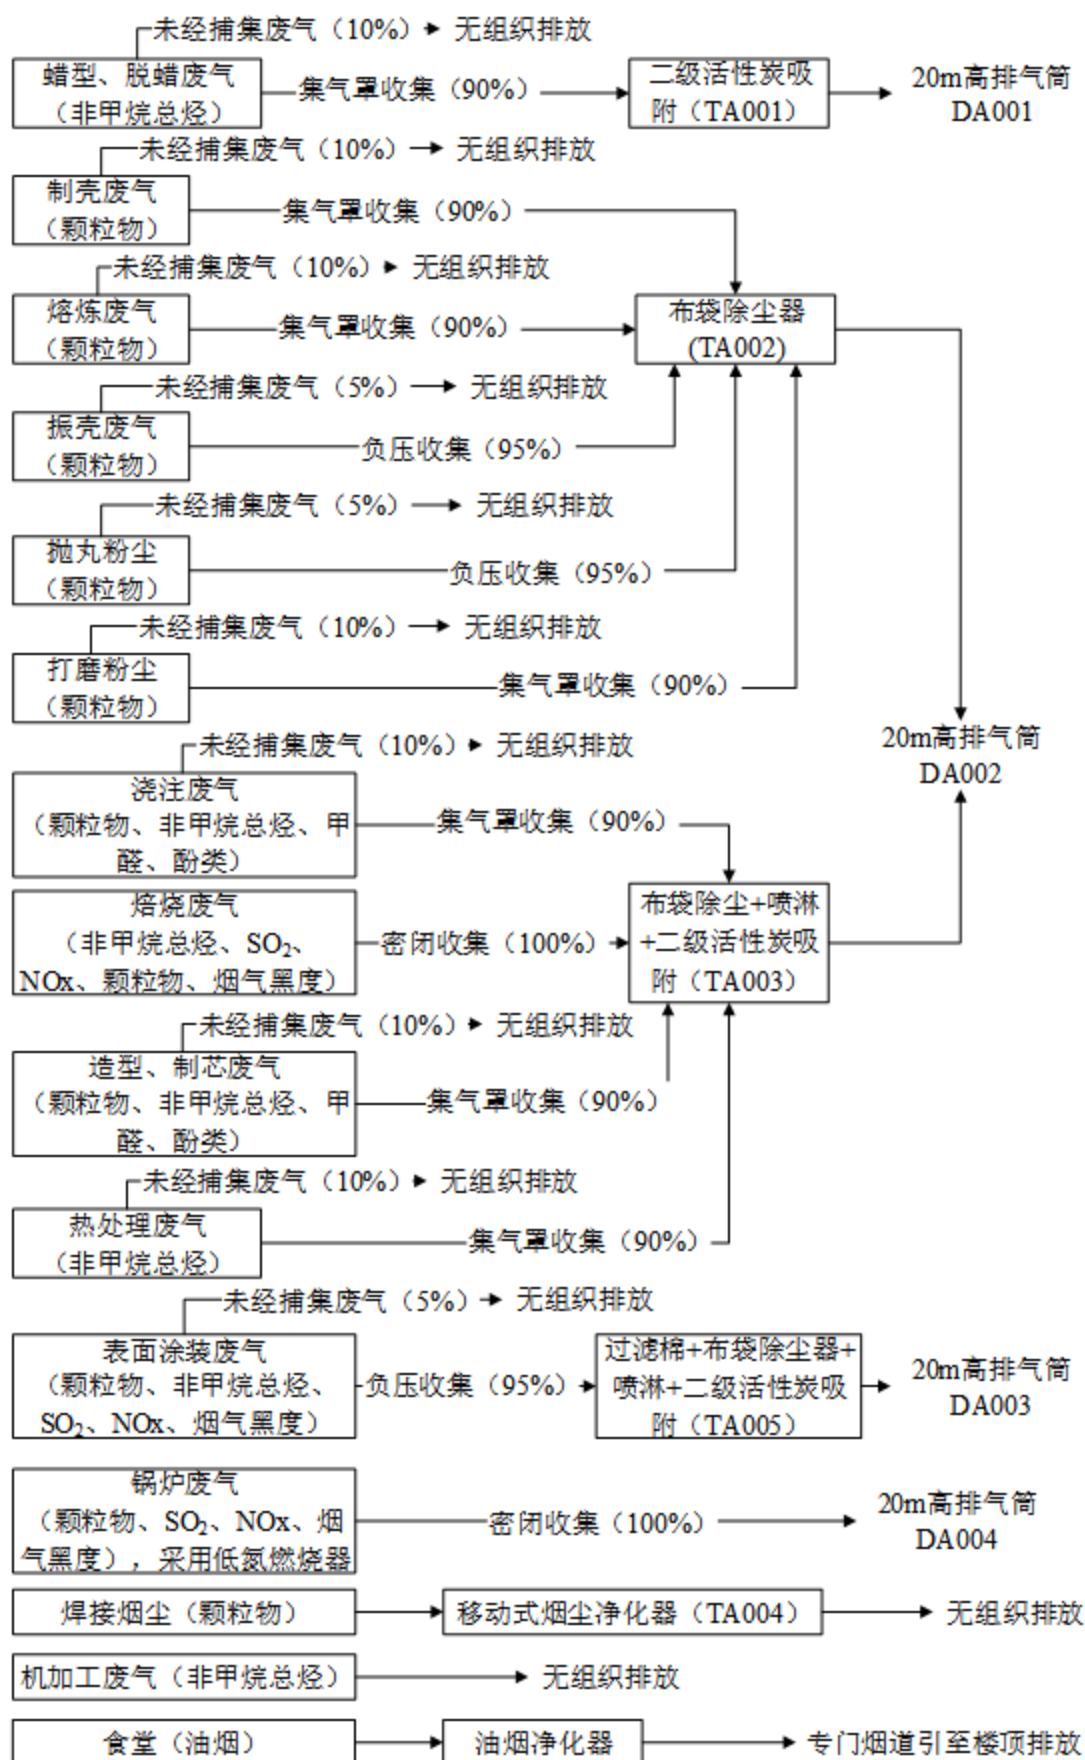 未经捕集废气（10%） 无组织排放
蜡型、脱蜡废气
（非甲烷总烃）
集气罩收集（90%）
二级活性炭吸
附（TA001）
20m高排气筒
DA001
未经捕集废气（10%） 无组织排放
制壳废气
（颗粒物）
集气罩收集（90%）
未经捕集废气（10%） 无组织排放
熔炼废气
（颗粒物）
集气罩收集（90%）
布袋除尘器
(TA002)
未经捕集废气（5%） 无组织排放
振壳废气
（颗粒物）
负压收集（95%）
未经捕集废气（5%） 无组织排放
抛丸粉尘
（颗粒物）
负压收集（95%）
未经捕集废气（10%） 无组织排放
打磨粉尘
（颗粒物）
集气罩收集（90%）
20m高排气筒
DA002
未经捕集废气（10%） 无组织排放
浇注废气
（颗粒物、非甲烷总烃、甲
醛、酚类）
集气罩收集（90%）
焙烧废气
（非甲烷总烃、SO₂、
NOx、颗粒物、烟气黑度）
密闭收集（100%）
布袋除尘+喷淋
+二级活性炭吸
附（TA003）
未经捕集废气（10%） 无组织排放
造型、制芯废气
（颗粒物、非甲烷总烃、甲
醛、酚类）
集气罩收集（90%）
未经捕集废气（10%） 无组织排放
热处理废气
（非甲烷总烃）
集气罩收集（90%）
未经捕集废气（5%） 无组织排放
表面涂装废气
（颗粒物、非甲烷总烃、
SO₂、NOx、烟气黑度）
负压收集（95%）
过滤棉+布袋除尘器+
喷淋+二级活性炭吸
附（TA005）
20m高排气筒
DA003
锅炉废气
（颗粒物、SO₂、NOx、烟
气黑度），采用低氮燃烧器
密闭收集（100%）
20m高排气筒
DA004
焊接烟尘（颗粒物） 移动式烟尘净化器（TA004） 无组织排放
机加工废气（非甲烷总烃） 无组织排放
食堂（油烟） 油烟净化器 专门烟道引至楼顶排放